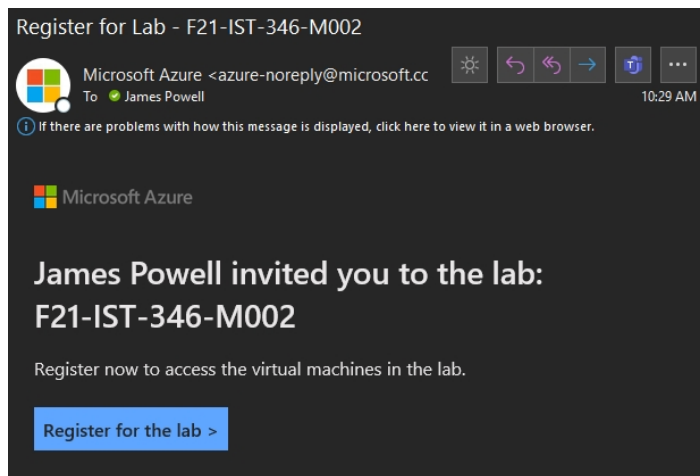 Register for Lab - F21-IST-346-M002
Microsoft Azure <azure-noreply@microsoft.cc
To James Powell
10:29 AM
If there are problems with how this message is displayed, click here to view it in a web browser.
Microsoft Azure
James Powell invited you to the lab:
F21-IST-346-M002
Register now to access the virtual machines in the lab.
Register for the lab >